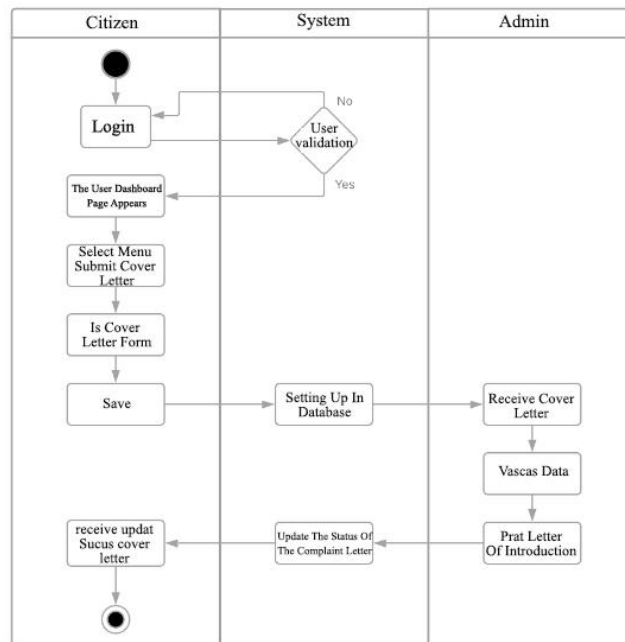 Citizen
System
Admin
No
Login
User
validation
Yes
The User Dashboard
Page Appears
Select Menu
Submit Cover
Letter
Is Cover
Letter Form
Save
Setting Up In
Database
Receive Cover
Letter
Vascas Data
receive updat
Sucus cover
letter
Update The Status Of
The Complaint Letter
Prat Letter
Of Introduction